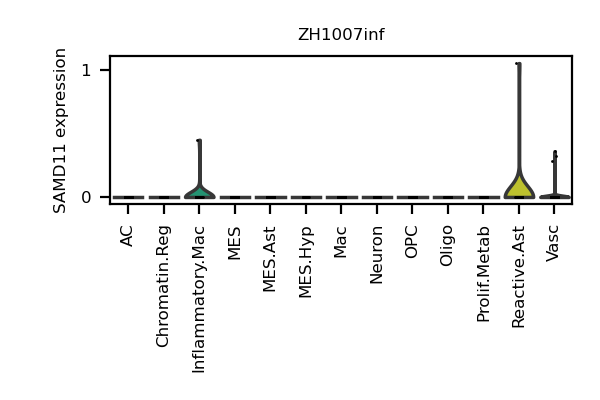 ZH1007inf
SAMD11 expression
1
0
AC
Chromatin.Reg
Inflammatory.Mac
MES
MES.Ast
MES.Hyp
Mac
Neuron
OPC
Oligo
Prolif.Metab
Reactive.Ast
Vasc